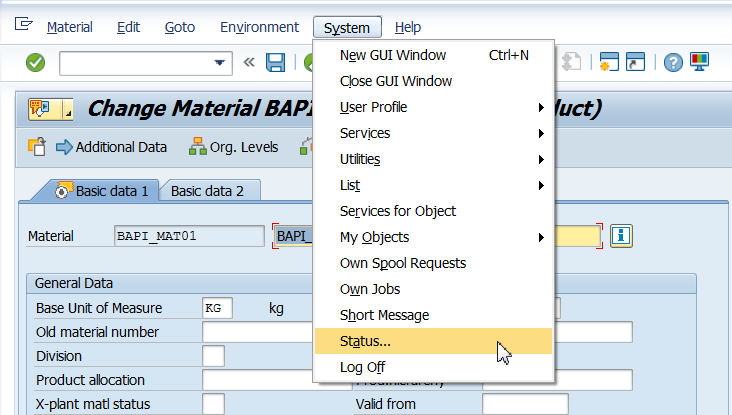 Material Edit Goto Environment System Help
New GUI Window Ctrl+N
Close GUI Window
User Profile
Services
Utilities
List
Services for Object
My Objects
Own Spool Requests
Own Jobs
Short Message
Status...
Log Off
Change Material BAPI duct)
Additional Data Org. Levels
Basic data 1 Basic data 2
Material BAPI_MAT01 BAPI_
General Data
Base Unit of Measure KG kg
Old material number
Division
Product allocation
X-plant matl status Valid from